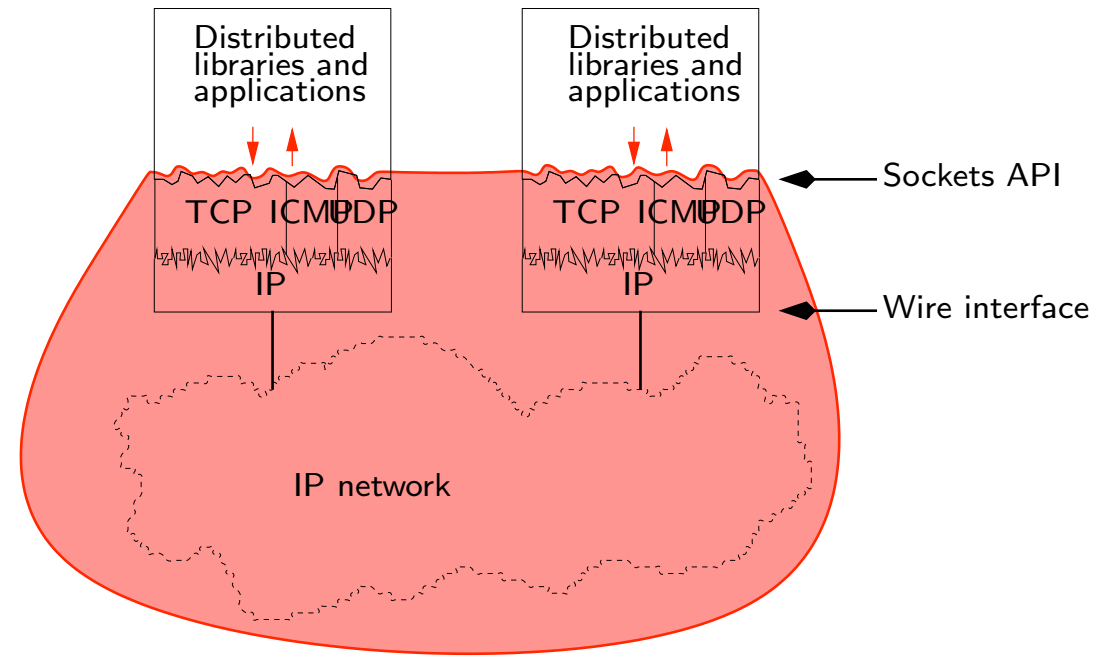 Distributed
libraries and
applications
Distributed
libraries and
applications
Sockets API
TCP ICMP UDP
TCP ICMP UDP
IP
IP
Wire interface
IP network